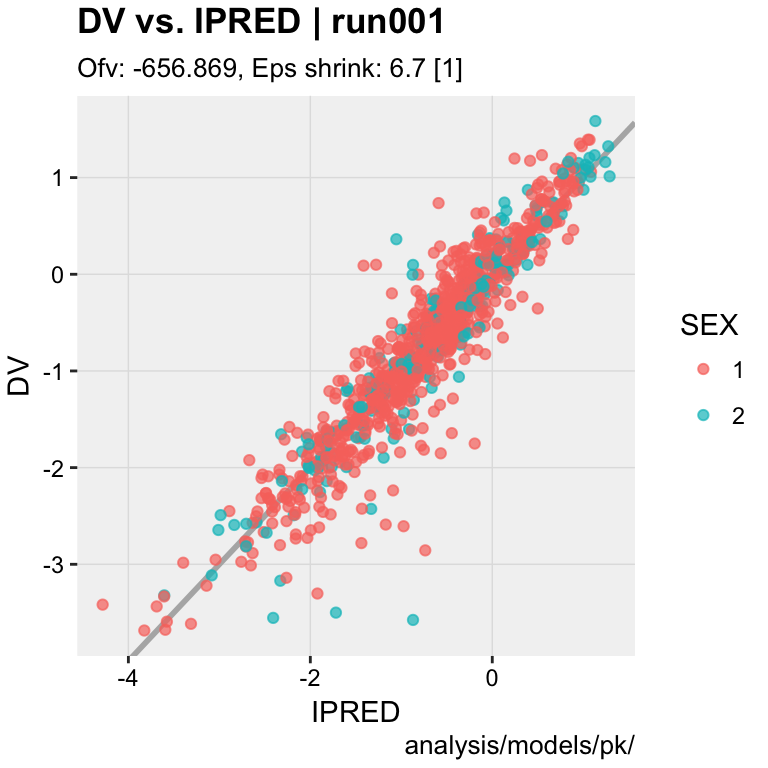 DV vs. IPRED | run001
Ofv: -656.869, Eps shrink: 6.7 [1]
1
0
-1
-2
-3
DV
-4 -2 0
IPRED
analysis/models/pk/
SEX
1
2